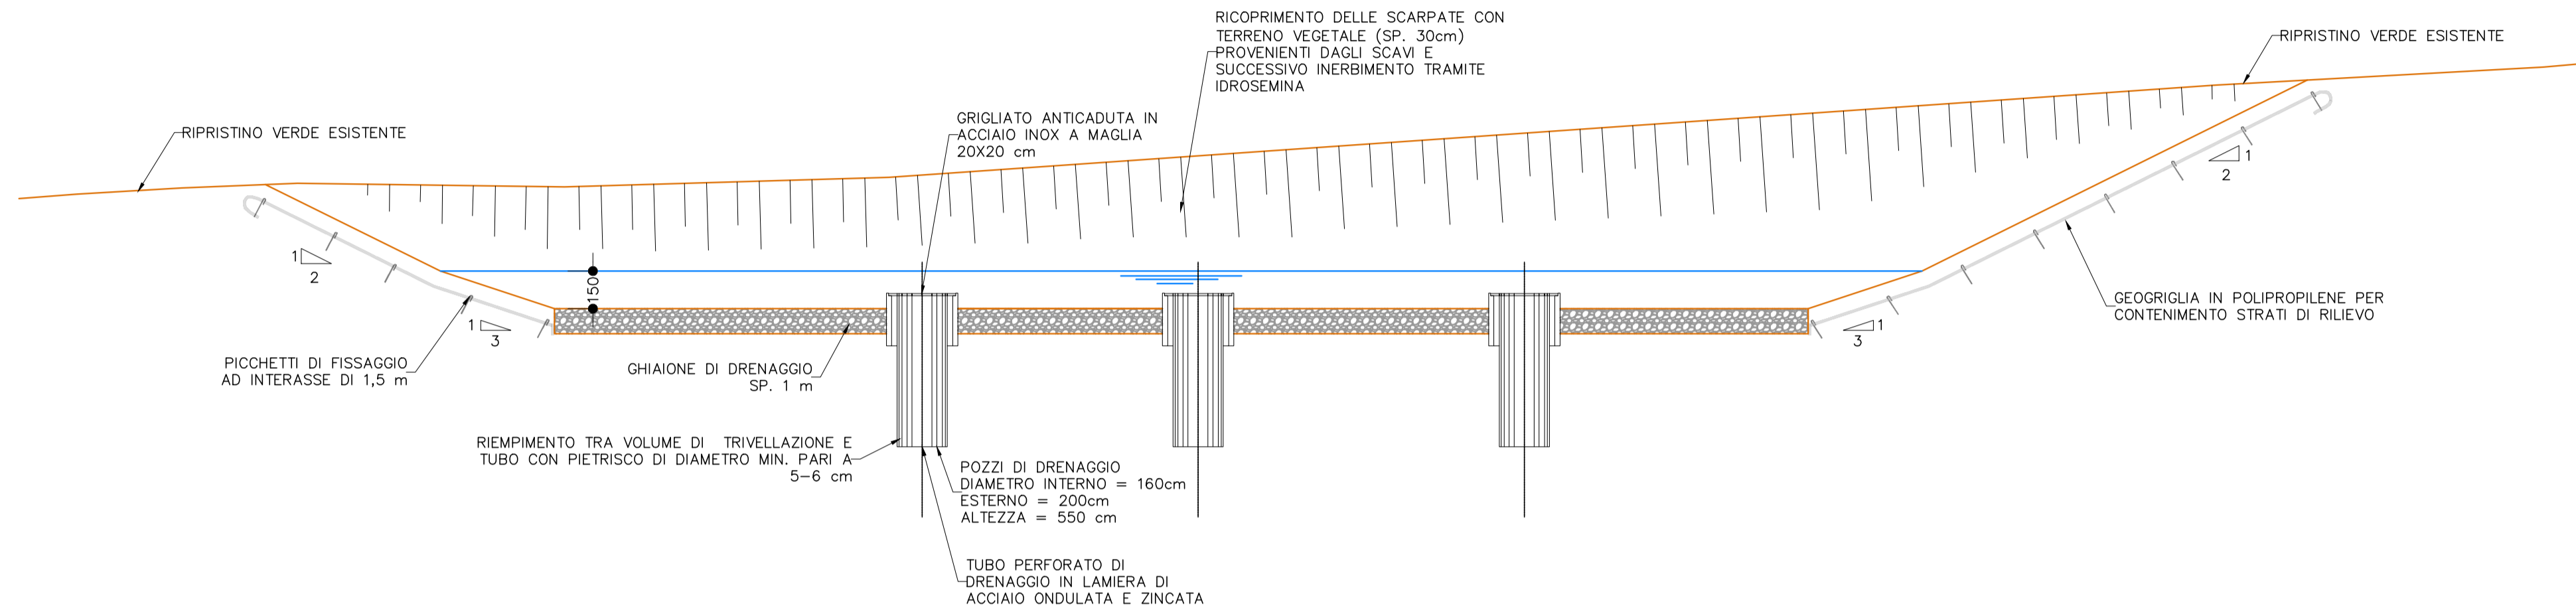 RICOPRIMENTO DELLE SCARPATE CON
TERRENO VEGETALE (SP. 30cm)
PROVENIENTI DAGLI SCAVI E
SUCCESSIVO INERBIMENTO TRAMITE
IDROSEMINA
RIPRISTINO VERDE ESISTENTE
GRIGLIATO ANTICADUTA IN
ACCIAIO INOX A MAGLIA
20X20 cm
RIPRISTINO VERDE ESISTENTE
1
2
1
2
150
1
3
1
3
GEOGRIGLIA IN POLIPROPILENE PER
CONTENIMENTO STRATI DI RILIEVO
PICCHETTI DI FISSAGGIO
AD INTERASSE DI 1,5 m
GHIAIONE DI DRENAGGIO
SP. 1 m
RIEMPIMENTO TRA VOLUME DI  TRIVELLAZIONE E
TUBO CON PIETRISCO DI DIAMETRO MIN. PARI A
5-6 cm
POZZI DI DRENAGGIO
DIAMETRO INTERNO = 160cm
ESTERNO = 200cm
ALTEZZA = 550 cm
TUBO PERFORATO DI
DRENAGGIO IN LAMIERA DI
ACCIAIO ONDULATA E ZINCATA